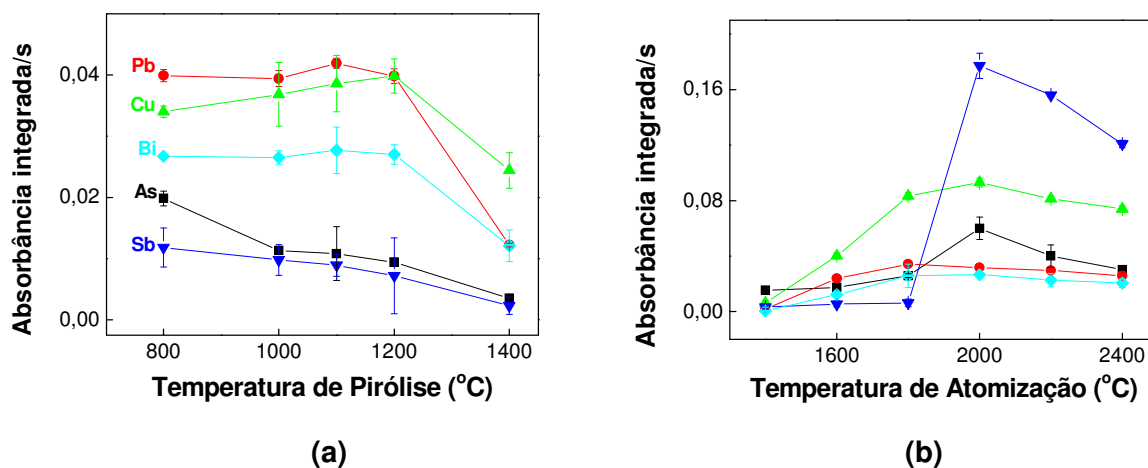 Absorbância integrada/s
0,04
0,02
0,00
Pb
Cu
Bi
As
Sb
800 1000 1200 1400
Temperatura de Pirólise (°C)
(a)
Absorbância integrada/s
0.16
0,08
0,00
1600 2000 2400
Temperatura de Atomização (°C)
(b)